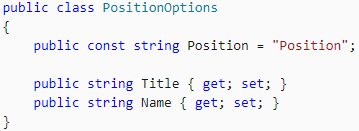 public class PositionOptions
{
    public const string Position = "Position";

    public string Title { get; set; }
    public string Name { get; set; }
}